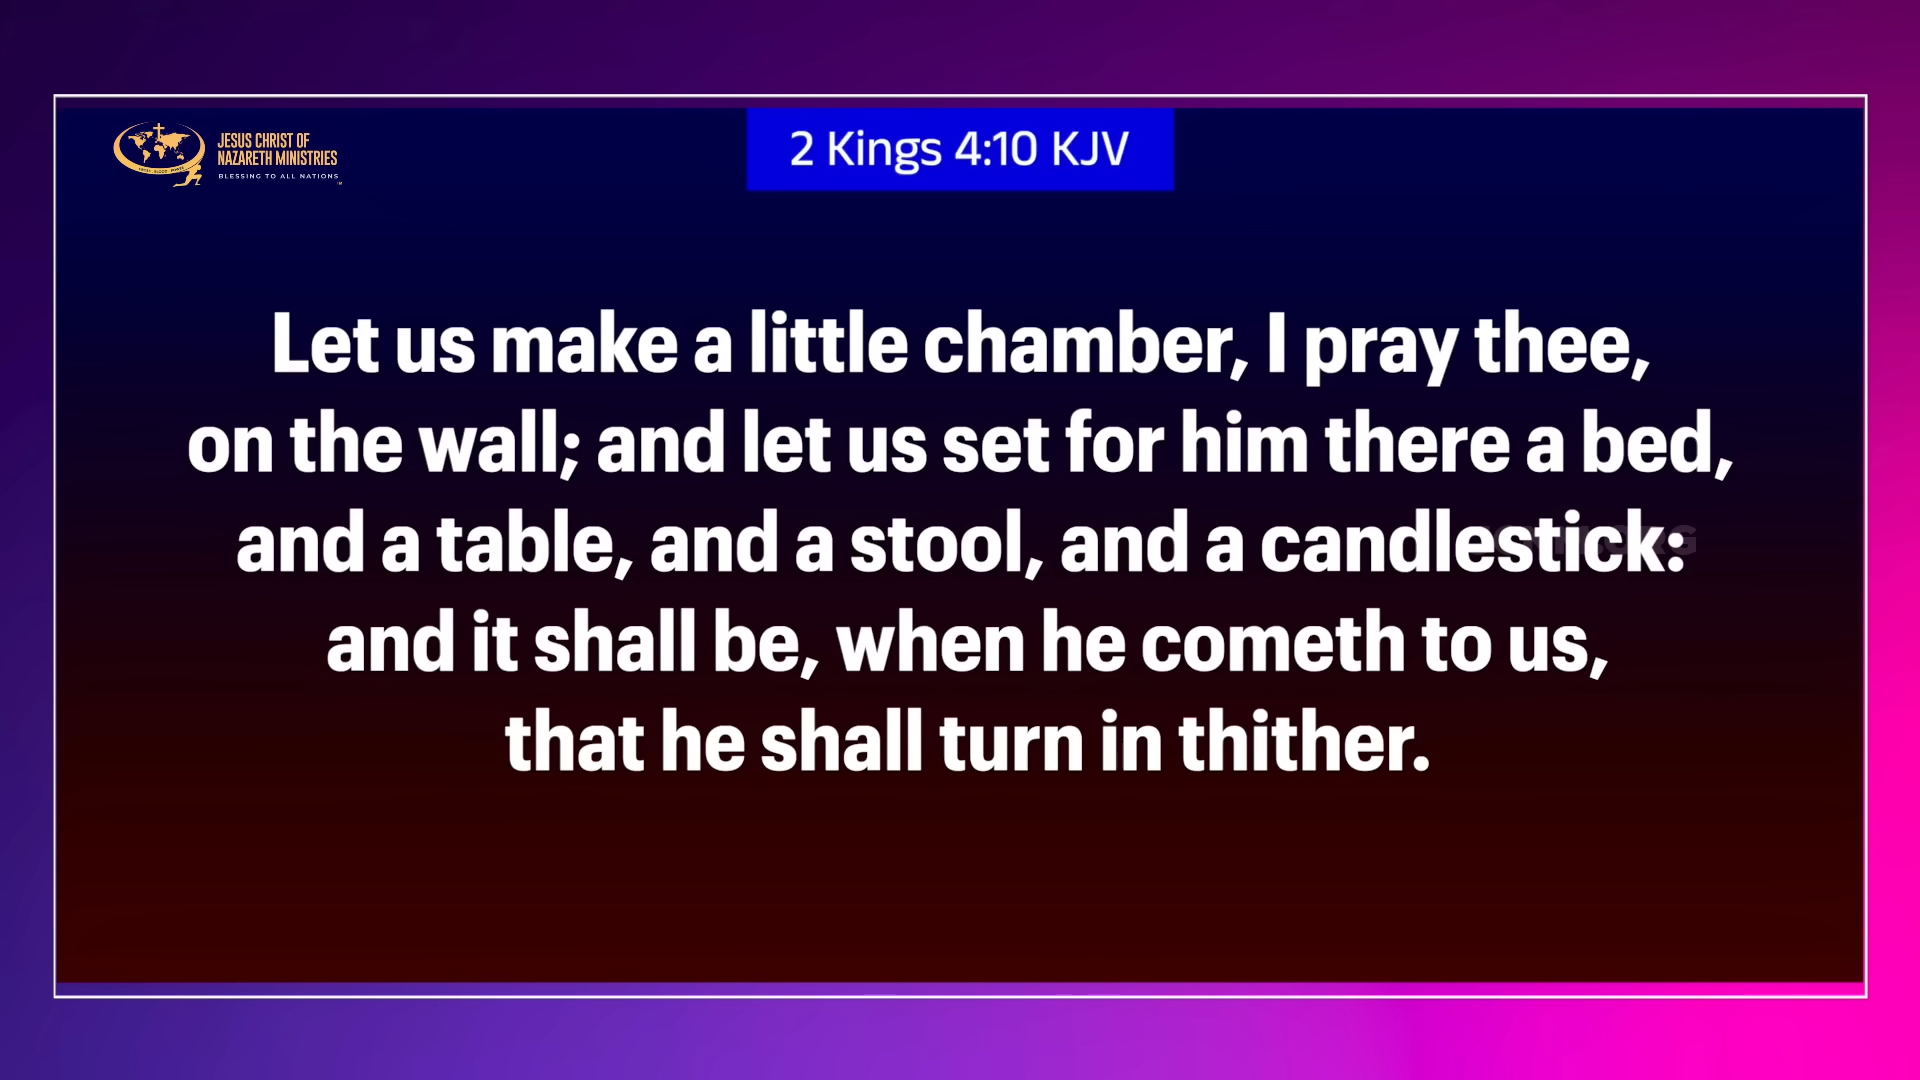 JESUS CHRIST OF
NAZARETH MINISTRIES
BLESSING TO ALL NATIONS
2 Kings 4:10 KJV
Let us make a little chamber, I pray thee,
on the wall; and let us set for him there a bed,
and a table, and a stool, and a candlestick:
and it shall be, when he cometh to us,
that he shall turn in thither.